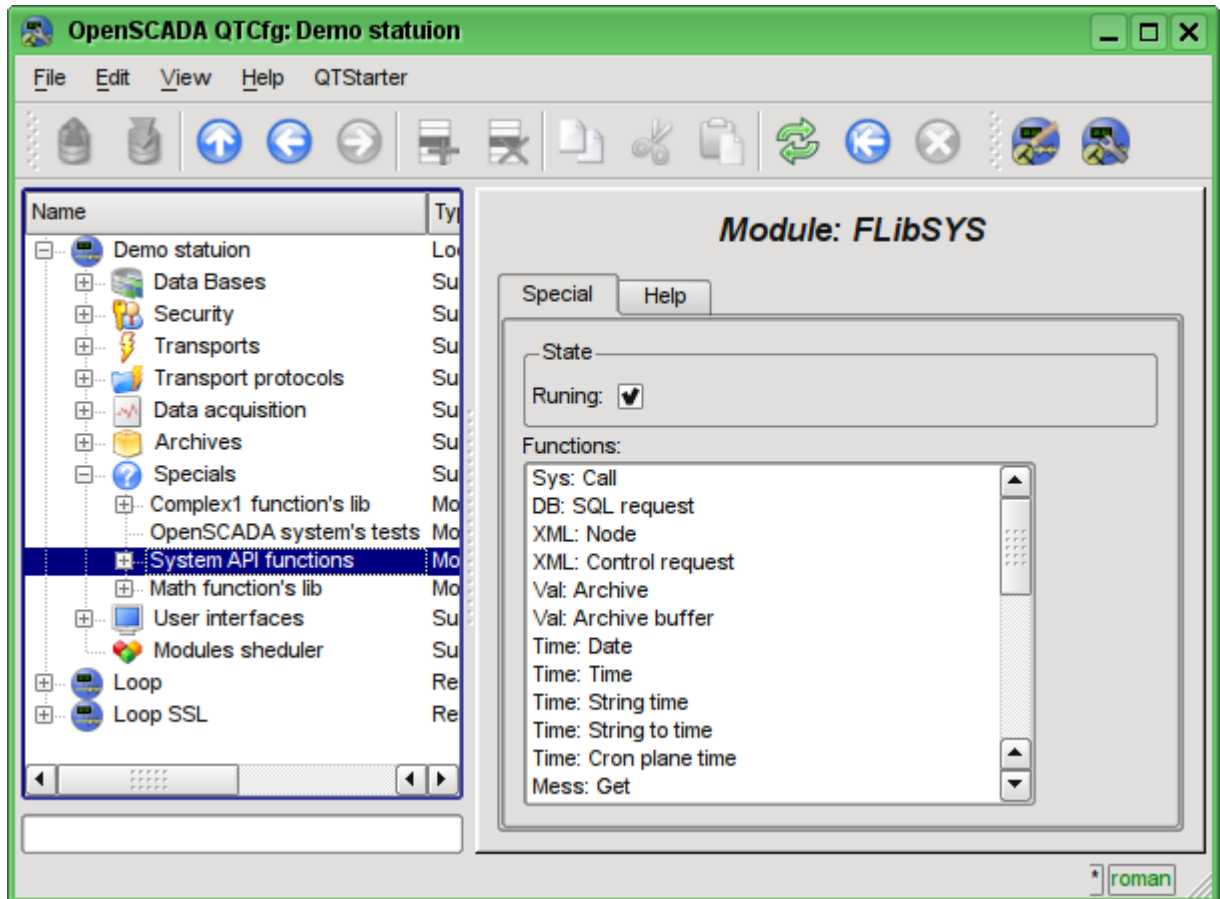 OpenSCADA QTCfg: Demo statuion
File Edit View Help QTStarter
Name Ty
Demo statuion Lo
Data Bases Su
Security Su
Transports Su
Transport protocols Su
Data acquisition Su
Archives Su
Specials Su
Complex1 function's lib Mo
OpenSCADA system's tests Mo
System API functions Mo
Math function's lib Mo
User interfaces Su
Modules sheduler Su
Loop Re
Loop SSL Re
Module: FLibSYS
Special Help
State
Runing:
Functions:
Sys: Call
DB: SQL request
XML: Node
XML: Control request
Val: Archive
Val: Archive buffer
Time: Date
Time: Time
Time: String time
Time: String to time
Time: Cron plane time
Mess: Get
* roman